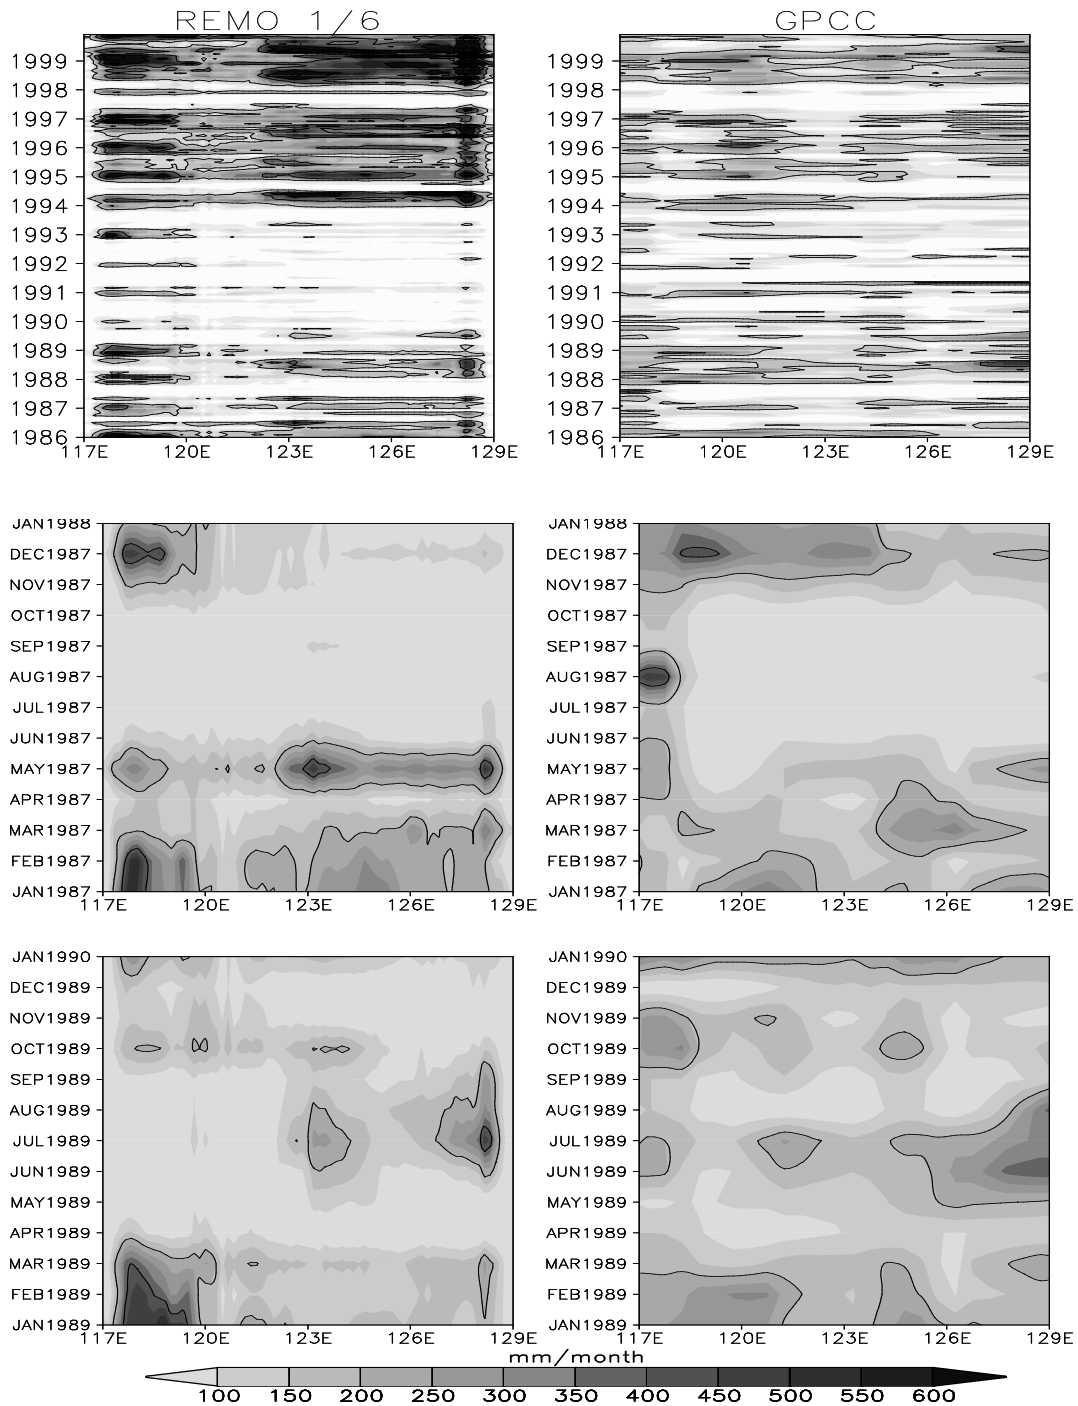 REMO 1/6 GPCC
1999 1999
1998 1998
1997 1997
1996 1996
1995 1995
1994 1994
1993 1993
1992 1992
1991 1991
1990 1990
1989 1989
1988 1988
1987 1987
1986 1986
117E 120E 123E 126E 129E 117E 120E 123E 126E 129E
JAN1988 JAN1988
DEC1987 DEC1987
NOV1987 NOV1987
OCT1987 OCT1987
SEP1987 SEP1987
AUG1987 AUG1987
JUL1987 JUL1987
JUN1987 JUN1987
MAY1987 MAY1987
APR1987 APR1987
MAR1987 MAR1987
FEB1987 FEB1987
JAN1987 JAN1987
117E 120E 123E 126E 129E 117E 120E 123E 126E 129E
JAN1990 JAN1990
DEC1989 DEC1989
NOV1989 NOV1989
OCT1989 OCT1989
SEP1989 SEP1989
AUG1989 AUG1989
JUL1989 JUL1989
JUN1989 JUN1989
MAY1989 MAY1989
APR1989 APR1989
MAR1989 MAR1989
FEB1989 FEB1989
JAN1989 JAN1989
117E 120E 123E 126E 129E 117E 120E 123E 126E 129E
mm/month
100 150 200 250 300 350 400 450 500 550 600